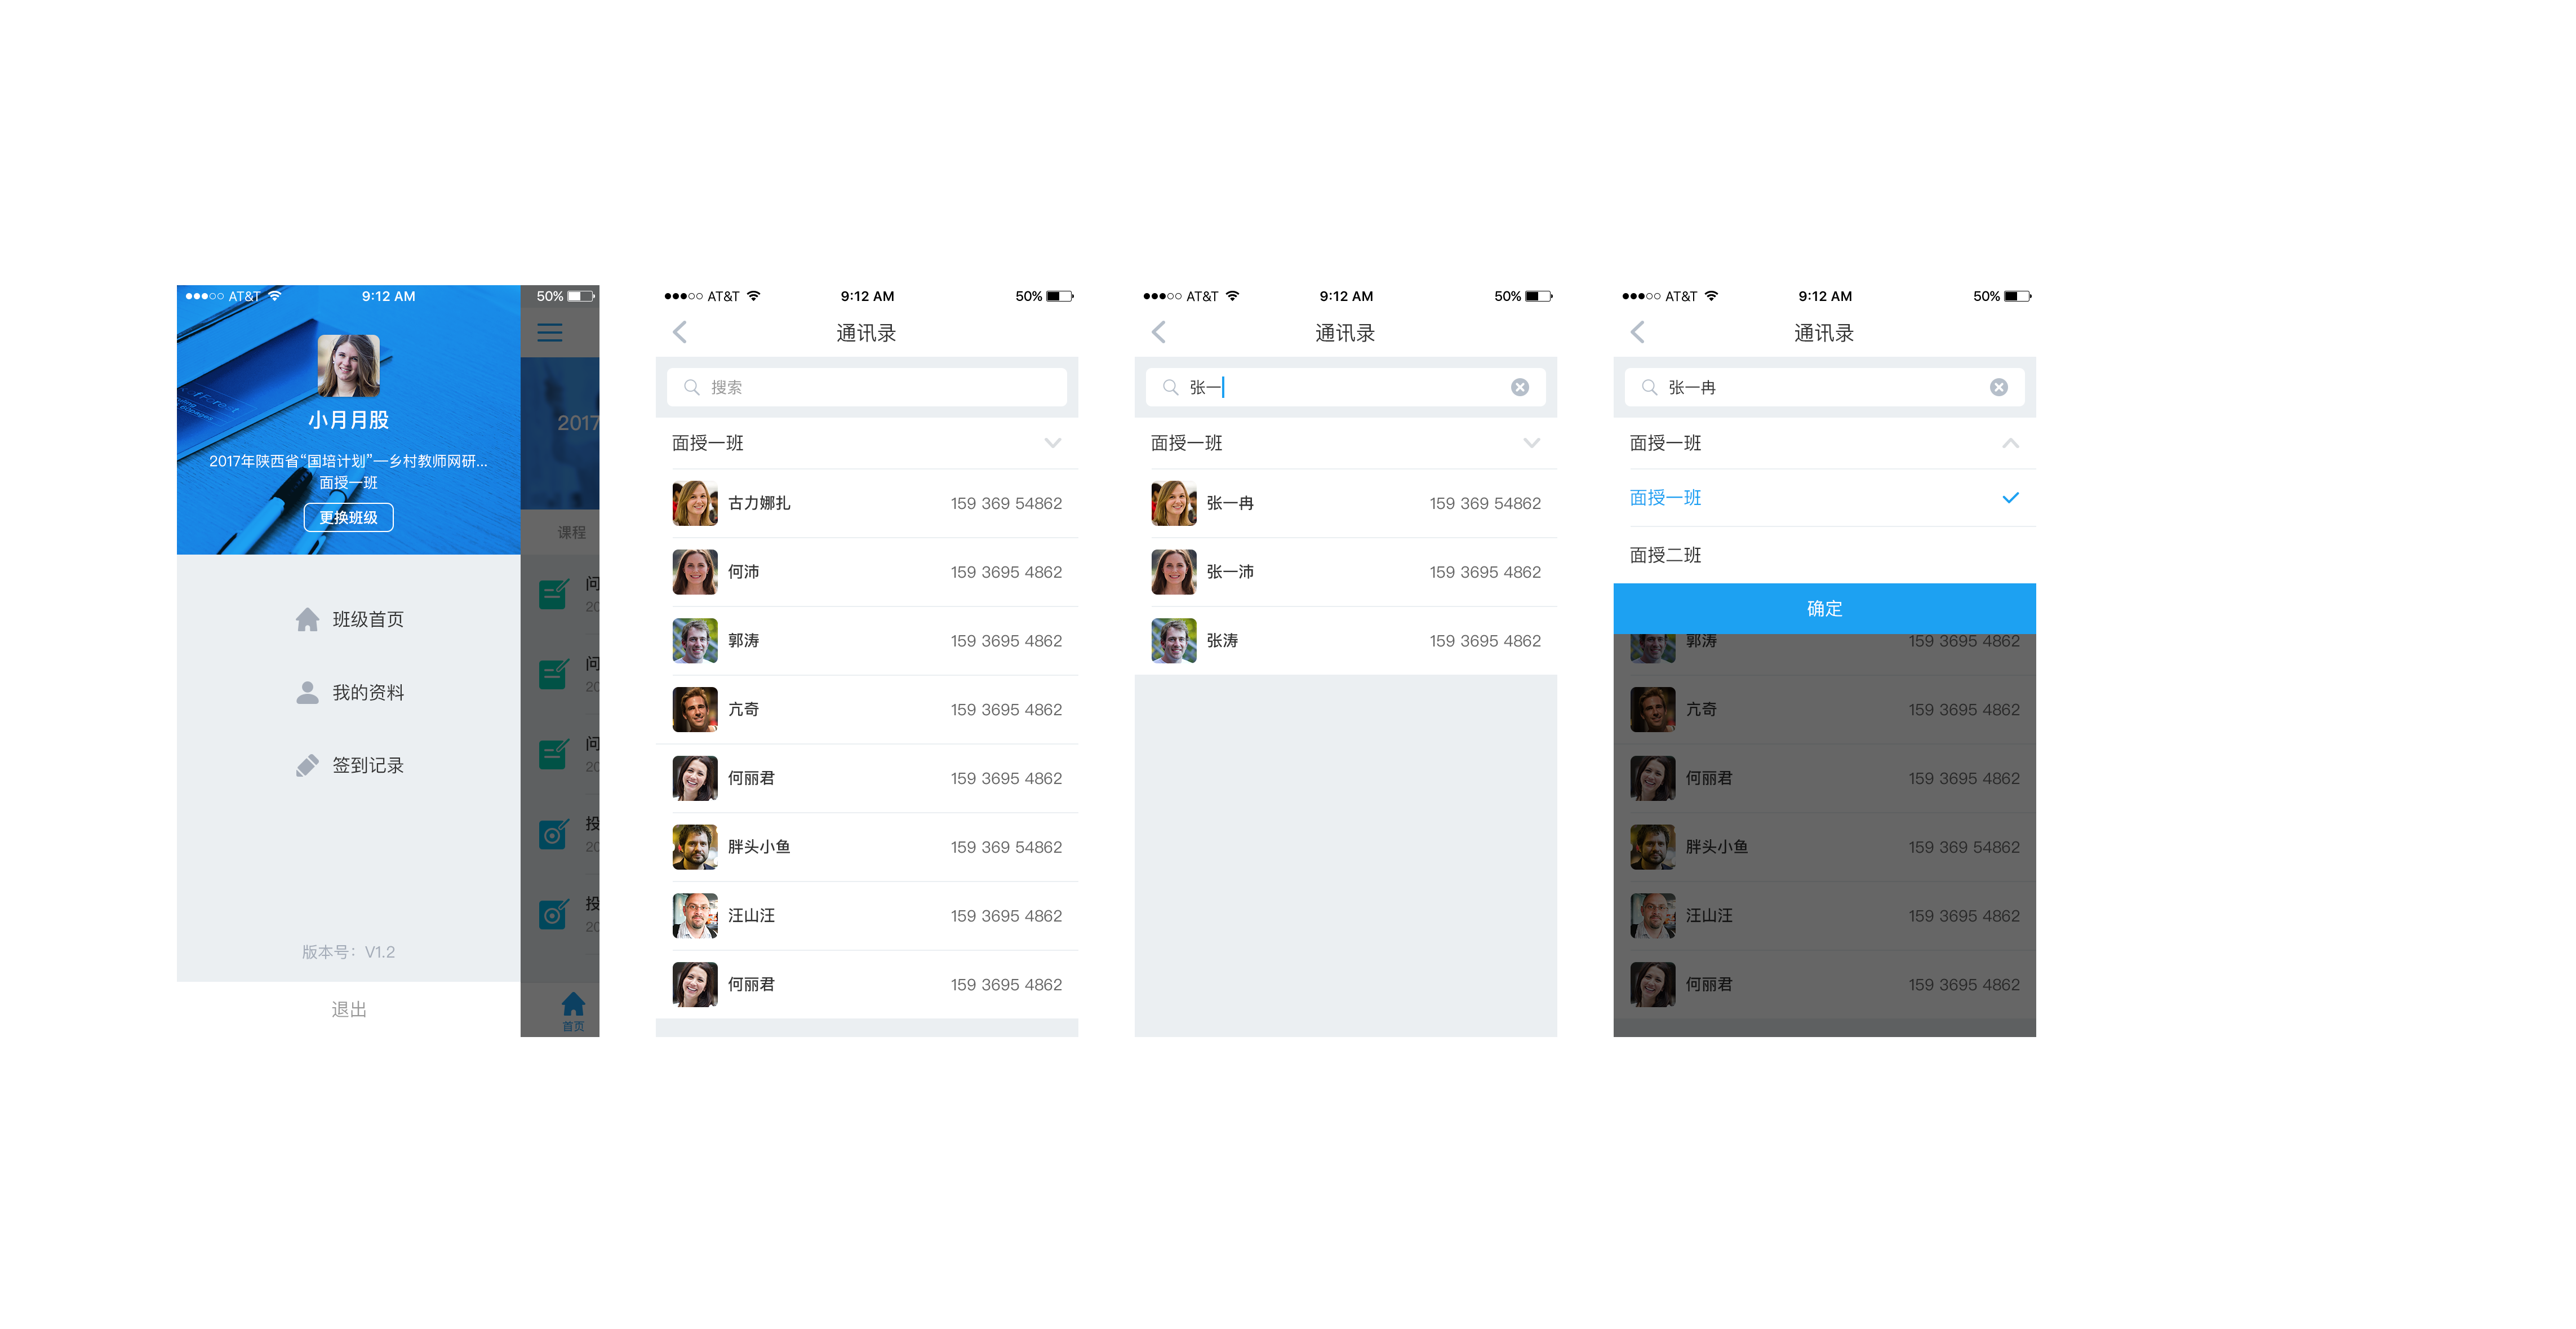 AT&T 9:12 AM 50%
小月月股
2017年陕西省“国培计划”—乡村教师网研...
面授一班
更换班级
班级首页
我的资料
签到记录
版本号：V1.2
退出
2017
课程
问
20
问
20
问
20
投
20
投
20
首页
AT&T 9:12 AM 50%
通讯录
搜索
面授一班
古力娜扎 159 369 54862
何沛 159 3695 4862
郭涛 159 3695 4862
亢奇 159 3695 4862
何丽君 159 3695 4862
胖头小鱼 159 369 54862
汪山汪 159 3695 4862
何丽君 159 3695 4862
AT&T 9:12 AM 50%
通讯录
张一
面授一班
张一冉 159 369 54862
张一沛 159 3695 4862
张涛 159 3695 4862
AT&T 9:12 AM 50%
通讯录
张一冉
面授一班
面授一班
面授二班
确定
郭涛 159 3695 4862
亢奇 159 3695 4862
何丽君 159 3695 4862
胖头小鱼 159 369 54862
汪山汪 159 3695 4862
何丽君 159 3695 4862